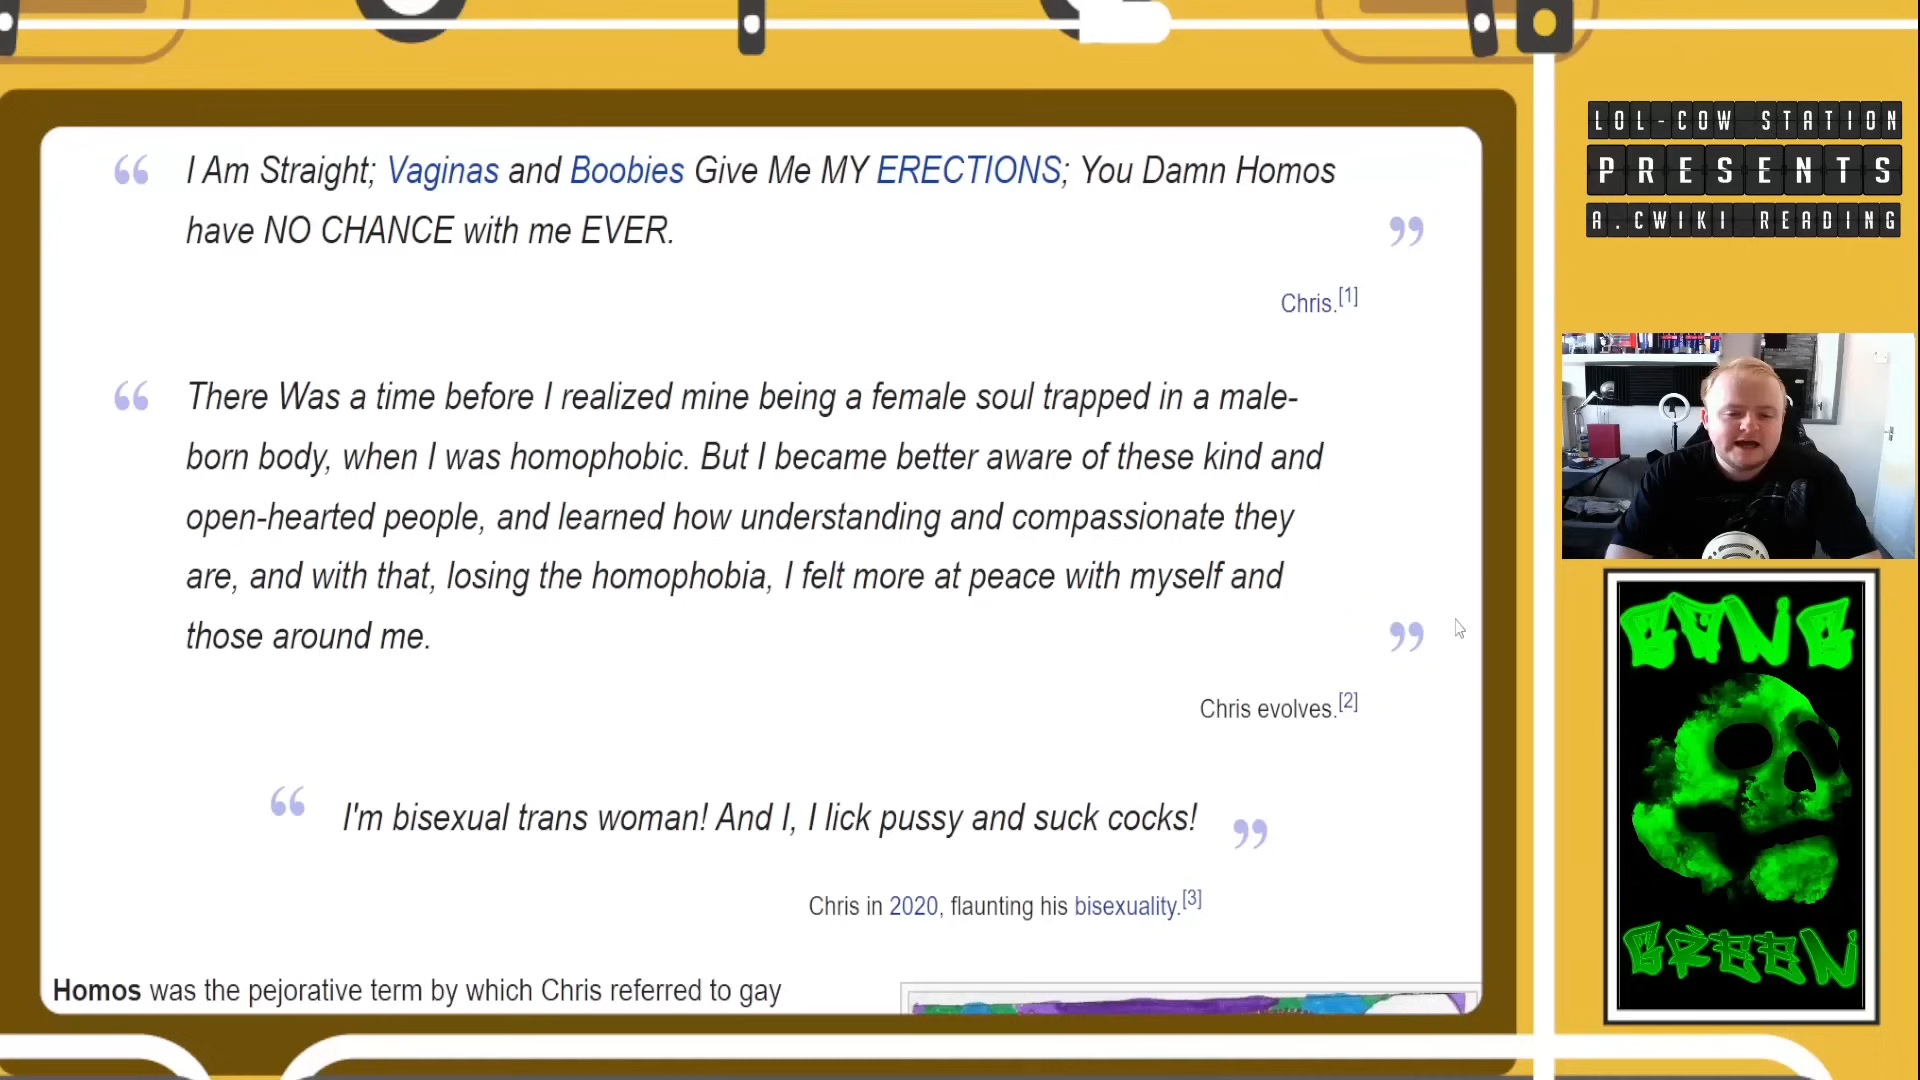 I Am Straight; Vaginas and Boobies Give Me MY ERECTIONS; You Damn Homos
have NO CHANCE with me EVER.
Chris.[1]
There Was a time before I realized mine being a female soul trapped in a male-
born body, when I was homophobic. But I became better aware of these kind and
open-hearted people, and learned how understanding and compassionate they
are, and with that, losing the homophobia, I felt more at peace with myself and
those around me.
Chris evolves.[2]
I'm bisexual trans woman! And I, I lick pussy and suck cocks!
Chris in 2020, flaunting his bisexuality.[3]
Homos was the pejorative term by which Chris referred to gay
LOL-COW STATION
PRESENTS
A.CWIKI READING
GANG
GREEN